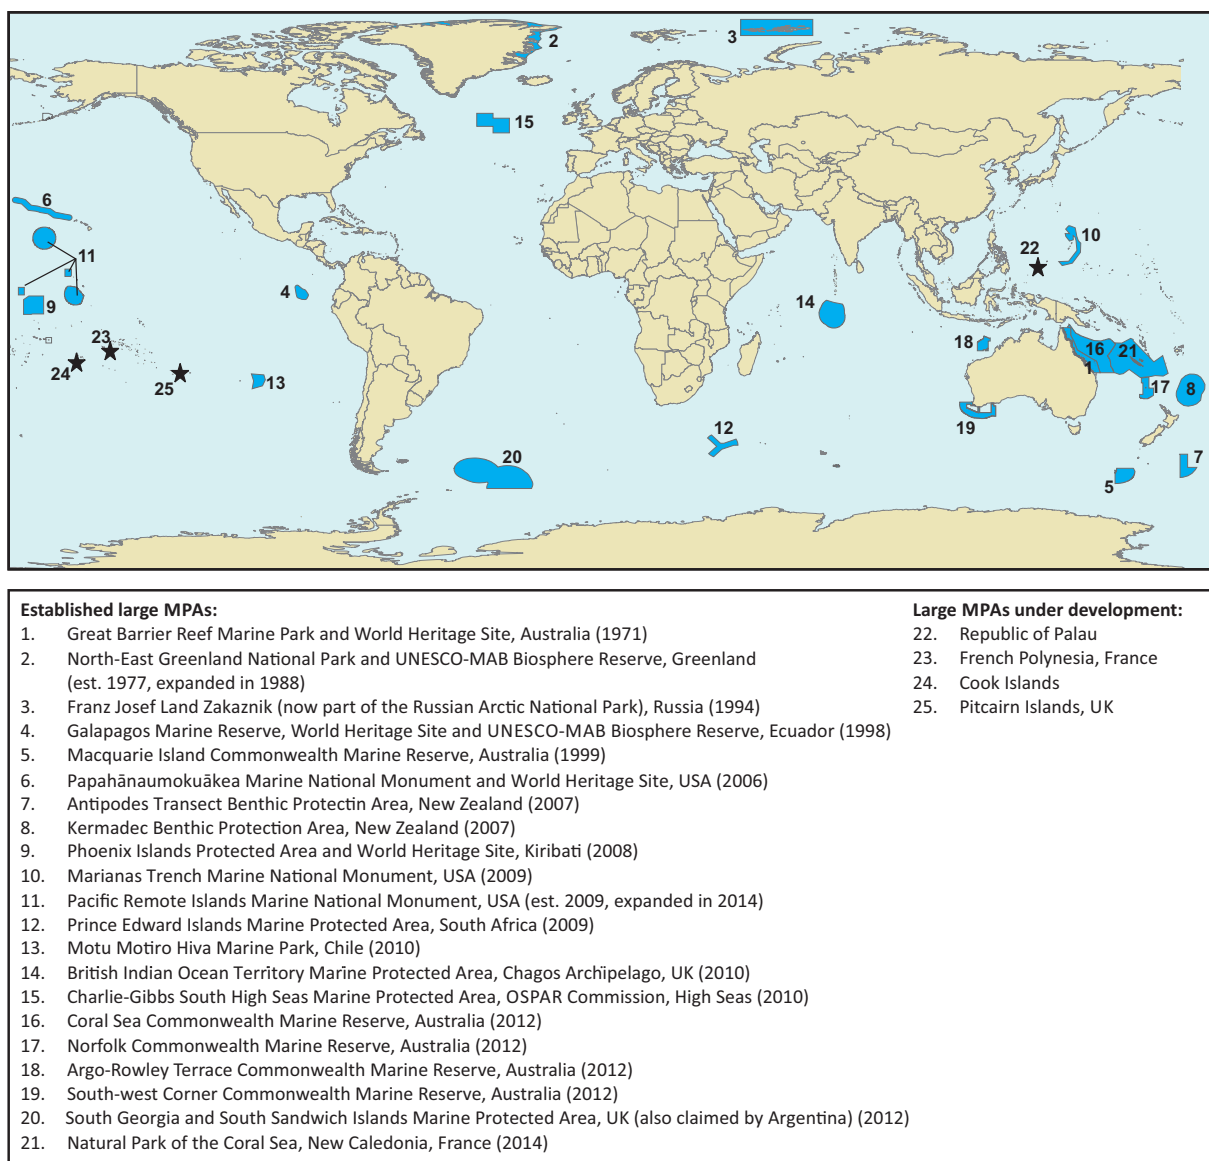 2
3
15
6
11
10
22
4
14
9
23
18
16
21
24
1
25
13
17
8
19
12
20
7
5
Established large MPAs:
1. Great Barrier Reef Marine Park and World Heritage Site, Australia (1971)
2. North-East Greenland National Park and UNESCO-MAB Biosphere Reserve, Greenland
(est. 1977, expanded in 1988)
3. Franz Josef Land Zakaznik (now part of the Russian Arctic National Park), Russia (1994)
4. Galapagos Marine Reserve, World Heritage Site and UNESCO-MAB Biosphere Reserve, Ecuador (1998)
5. Macquarie Island Commonwealth Marine Reserve, Australia (1999)
6. Papahānaumokuākea Marine National Monument and World Heritage Site, USA (2006)
7. Antipodes Transect Benthic Protectin Area, New Zealand (2007)
8. Kermadec Benthic Protection Area, New Zealand (2007)
9. Phoenix Islands Protected Area and World Heritage Site, Kiribati (2008)
10. Marianas Trench Marine National Monument, USA (2009)
11. Pacific Remote Islands Marine National Monument, USA (est. 2009, expanded in 2014)
12. Prince Edward Islands Marine Protected Area, South Africa (2009)
13. Motu Motiro Hiva Marine Park, Chile (2010)
14. British Indian Ocean Territory Marine Protected Area, Chagos Archipelago, UK (2010)
15. Charlie-Gibbs South High Seas Marine Protected Area, OSPAR Commission, High Seas (2010)
16. Coral Sea Commonwealth Marine Reserve, Australia (2012)
17. Norfolk Commonwealth Marine Reserve, Australia (2012)
18. Argo-Rowley Terrace Commonwealth Marine Reserve, Australia (2012)
19. South-west Corner Commonwealth Marine Reserve, Australia (2012)
20. South Georgia and South Sandwich Islands Marine Protected Area, UK (also claimed by Argentina) (2012)
21. Natural Park of the Coral Sea, New Caledonia, France (2014)
Large MPAs under development:
22. Republic of Palau
23. French Polynesia, France
24. Cook Islands
25. Pitcairn Islands, UK